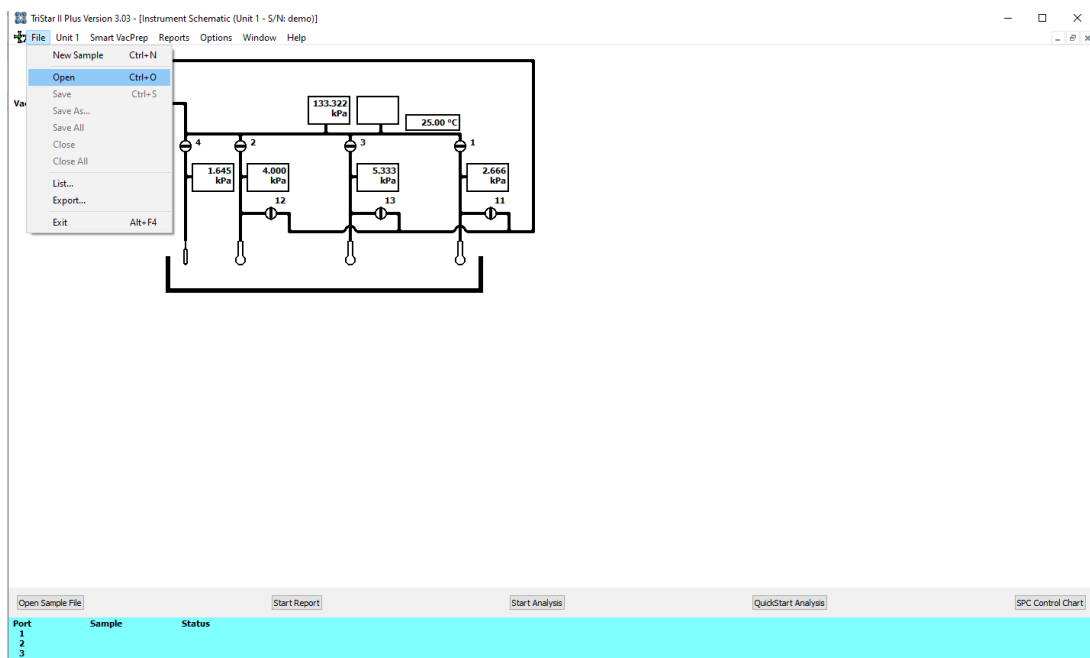 TriStar II Plus Version 3.03 - [Instrument Schematic (Unit 1 - S/N: demo)]
File Unit 1 Smart VacPrep Reports Options Window Help
New Sample Ctrl+N
Open Ctrl+O
Save Ctrl+S
Save As...
Save All
Close
Close All
List...
Export...
Exit Alt+F4
133.322
kPa
25.00 °C
4 2 3 1
1.645
kPa
4.000
kPa
5.333
kPa
2.666
kPa
12 13 11
Open Sample File Start Report Start Analysis QuickStart Analysis SPC Control Chart
Port Sample Status
1
2
3